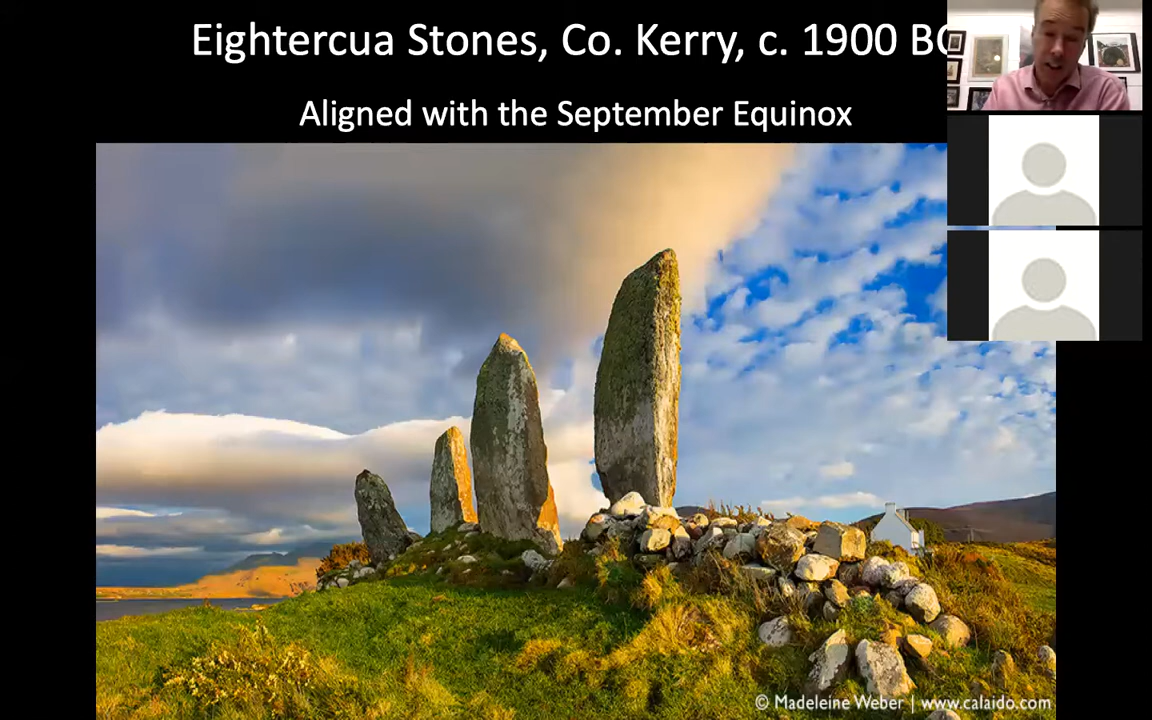 Eightercua Stones, Co. Kerry, c. 1900
Aligned with the September Equinox
© Madeleine Weber | www.calaido.com